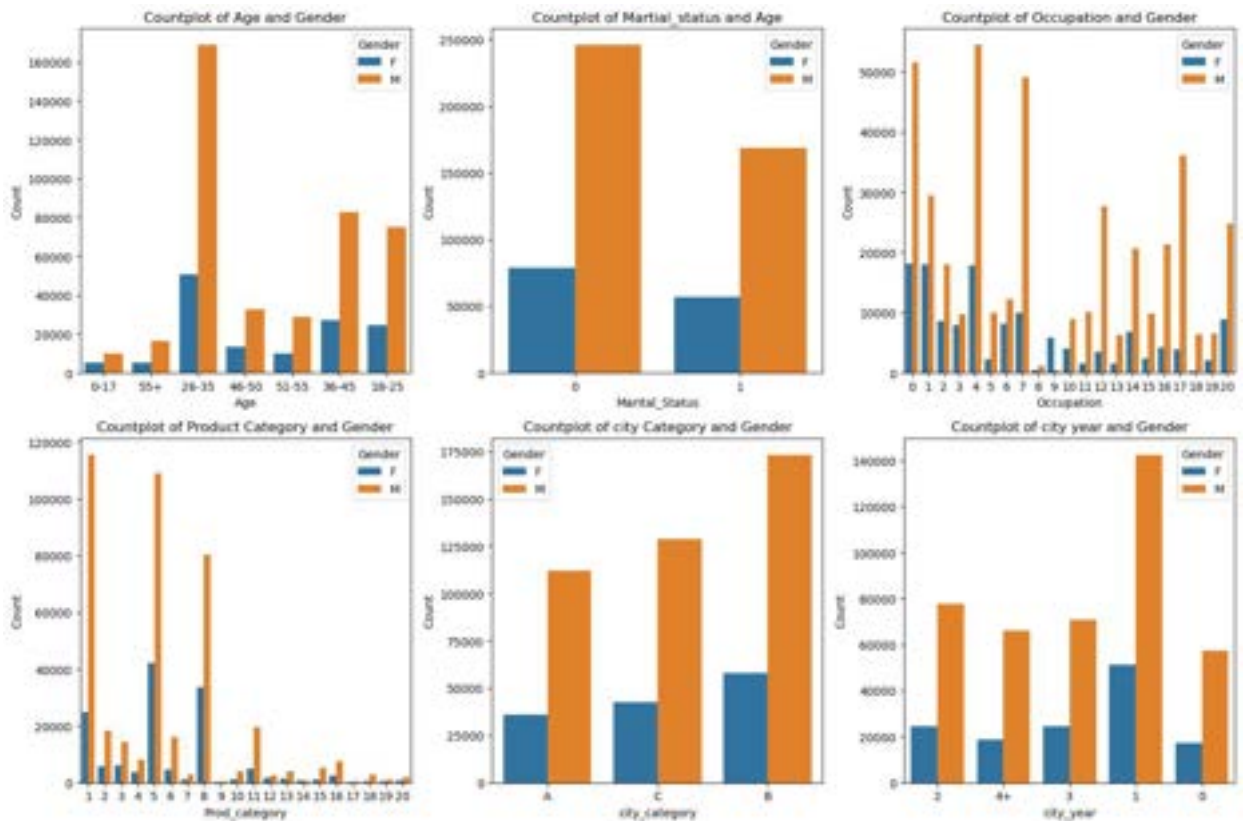 Countplot of Age and Gender
Gender
F
M
160000
140000
120000
100000
80000
60000
40000
20000
0
Count
0-17 55+ 26-35 46-50 51-55 36-45 18-25
Age
Countplot of Martial_status and Age
Gender
F
M
250000
200000
150000
100000
50000
0
Count
0 1
Marital_Status
Countplot of Occupation and Gender
Gender
F
M
50000
40000
30000
20000
10000
0
Count
0 1 2 3 4 5 6 7 8 9 10 11 12 13 14 15 16 17 18 19 20
Occupation
Countplot of Product Category and Gender
Gender
F
M
120000
100000
80000
60000
40000
20000
0
Count
1 2 3 4 5 6 7 8 9 10 11 12 13 14 15 16 17 18 19 20
Prod_category
Countplot of city Category and Gender
Gender
F
M
175000
150000
125000
100000
75000
50000
25000
0
Count
A C B
city_category
Countplot of city year and Gender
Gender
F
M
140000
120000
100000
80000
60000
40000
20000
0
Count
2 4+ 3 1 0
city_year